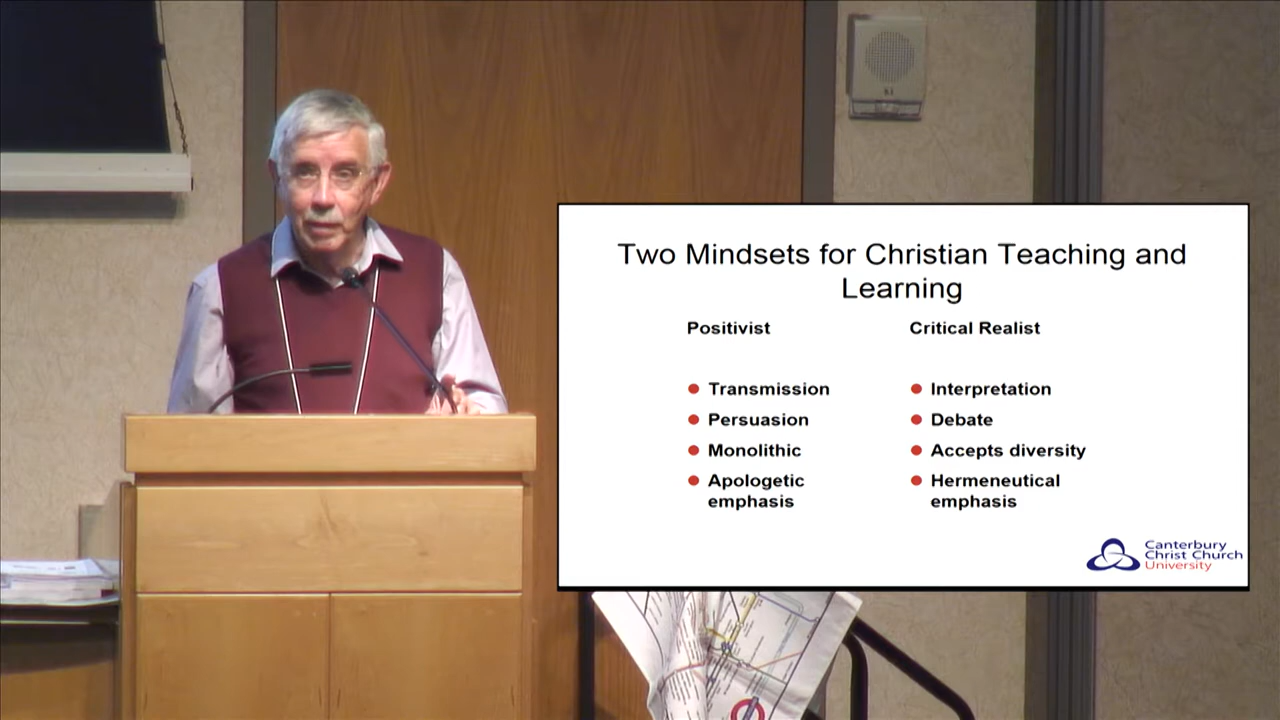 Two Mindsets for Christian Teaching and
Learning
Positivist
Critical Realist
Transmission
Persuasion
Monolithic
Apologetic
emphasis
Interpretation
Debate
Accepts diversity
Hermeneutical
emphasis
Canterbury
Christ Church
University